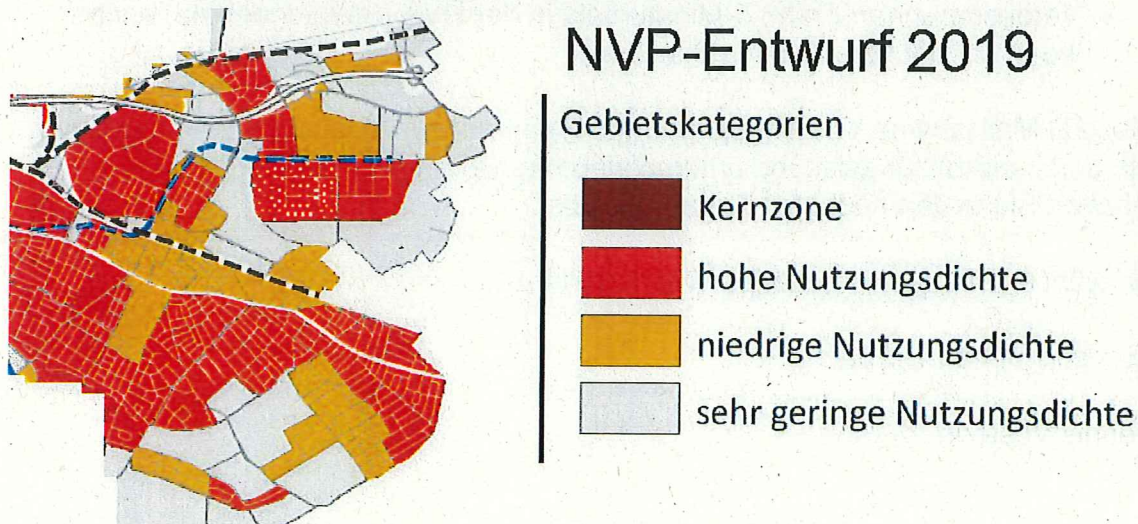 NVP-Entwurf 2019
Gebietskategorien
Kernzone
hohe Nutzungsdichte
niedrige Nutzungsdichte
sehr geringe Nutzungsdichte